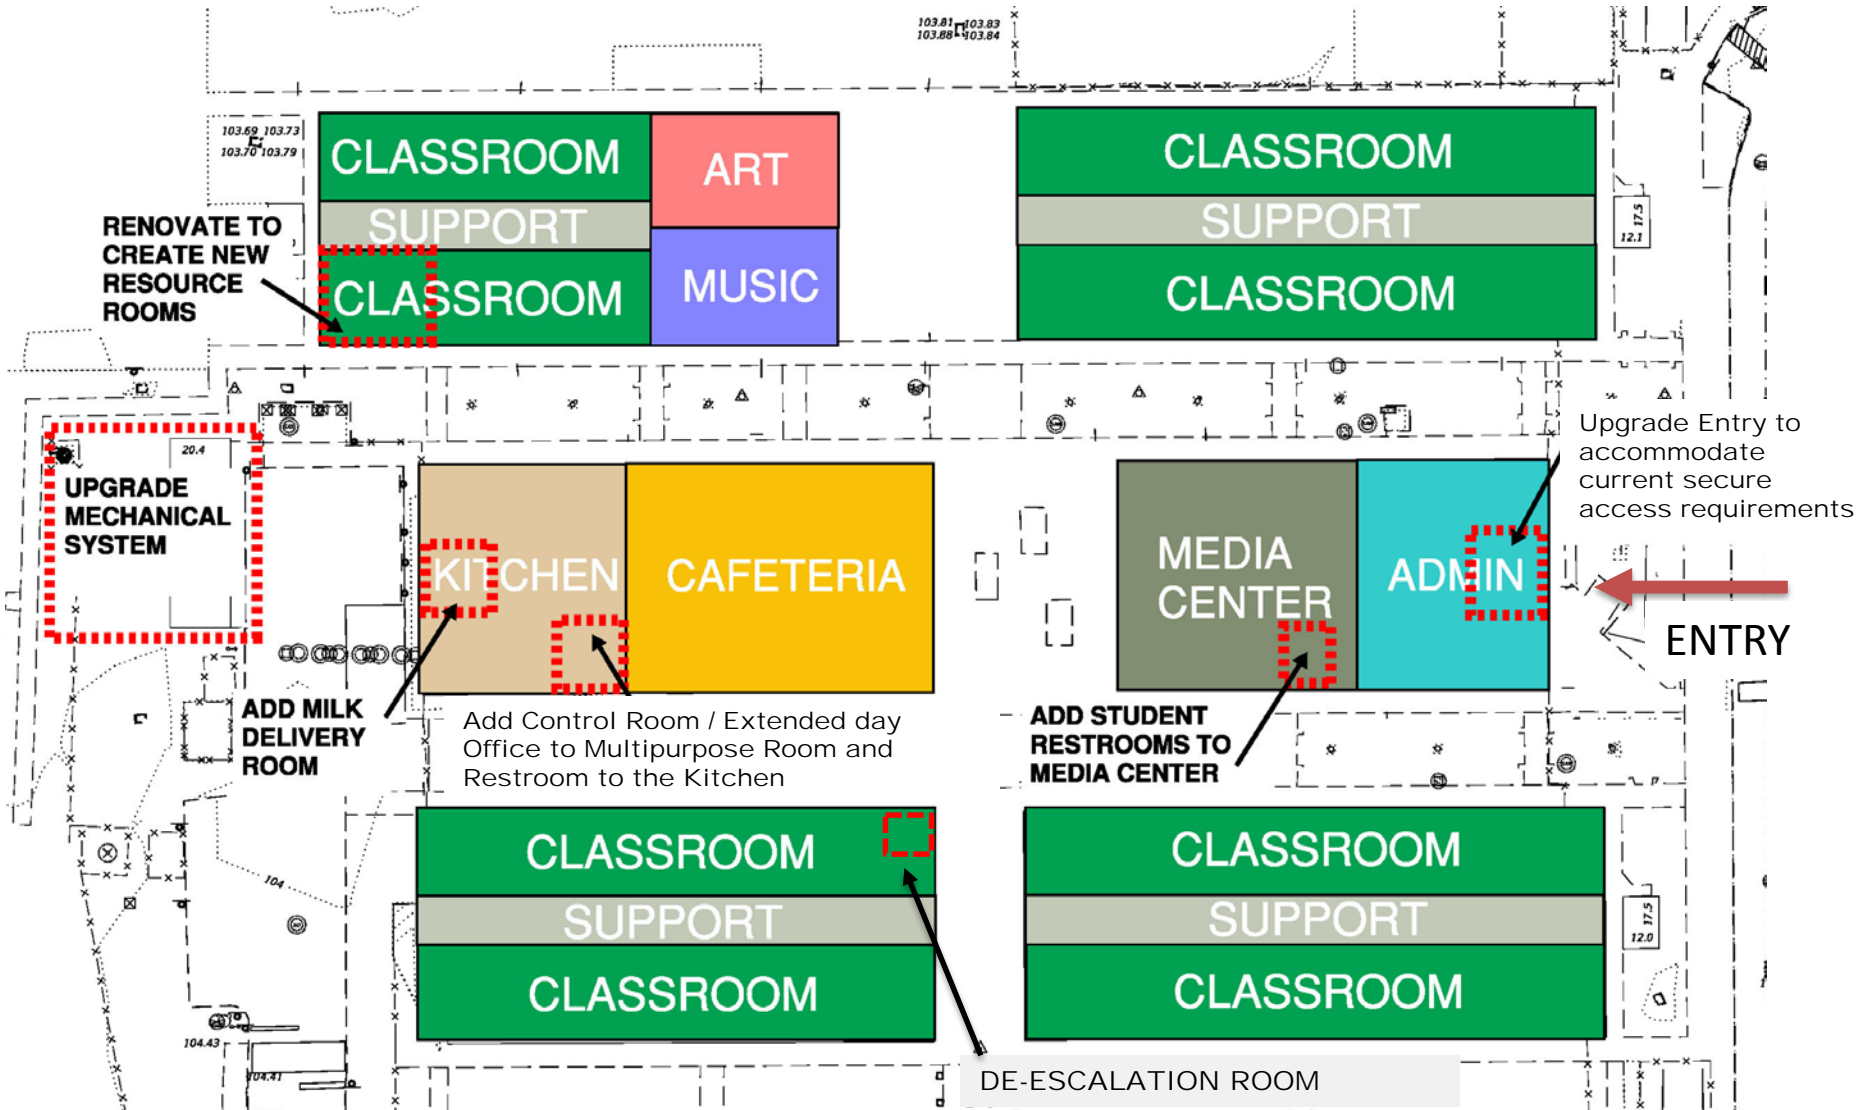 103.81 103.83
103.88 103.84
103.69 103.73
103.70 103.79
CLASSROOM
ART
CLASSROOM
SUPPORT
SUPPORT
17.5
12.1
RENOVATE TO
CREATE NEW
RESOURCE
ROOMS
CLASSROOM
MUSIC
CLASSROOM
20.4
UPGRADE
MECHANICAL
SYSTEM
Upgrade Entry to
accommodate
current secure
access requirements
KITCHEN
CAFETERIA
MEDIA
CENTER
ADMIN
ENTRY
ADD MILK
DELIVERY
ROOM
Add Control Room / Extended day
Office to Multipurpose Room and
Restroom to the Kitchen
ADD STUDENT
RESTROOMS TO
MEDIA CENTER
CLASSROOM
CLASSROOM
104
SUPPORT
SUPPORT
17.5
12.0
CLASSROOM
CLASSROOM
104.43
104.41
DE-ESCALATION ROOM